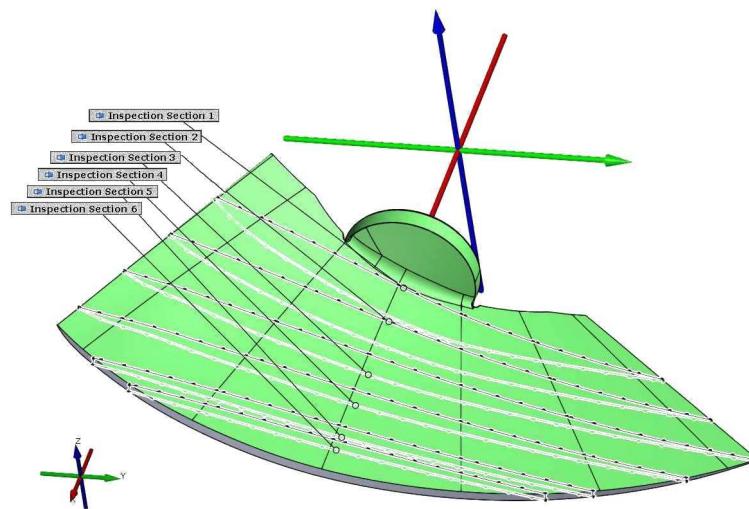 Inspection Section 1
Inspection Section 2
Inspection Section 3
Inspection Section 4
Inspection Section 5
Inspection Section 6
Z
Y